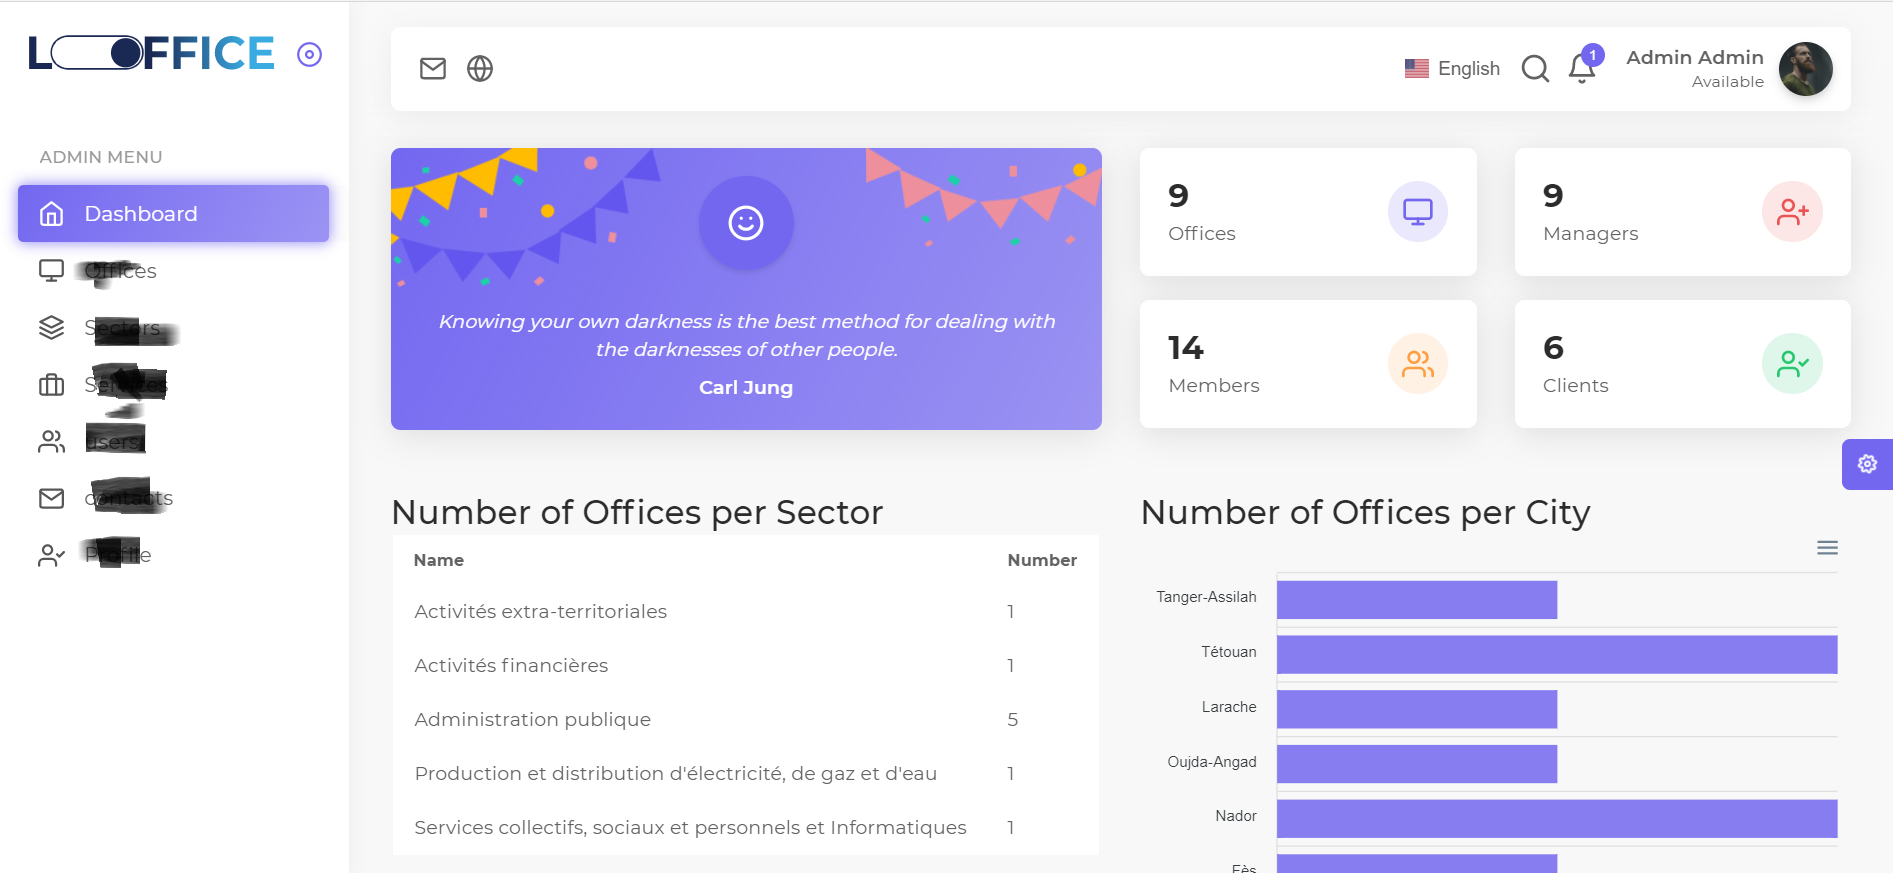 LOOFFICE
English
1
Admin Admin
Available
ADMIN MENU
Dashboard
Offices
Sectors
Services
users
contacts
Profile
Knowing your own darkness is the best method for dealing with
the darknesses of other people.
Carl Jung
9
Offices
9
Managers
14
Members
6
Clients
Number of Offices per Sector
Name Number
Activités extra-territoriales 1
Activités financières 1
Administration publique 5
Production et distribution d'électricité, de gaz et d'eau 1
Services collectifs, sociaux et personnels et Informatiques 1
Number of Offices per City
Tanger-Assilah
Tétouan
Larache
Oujda-Angad
Nador
Fès